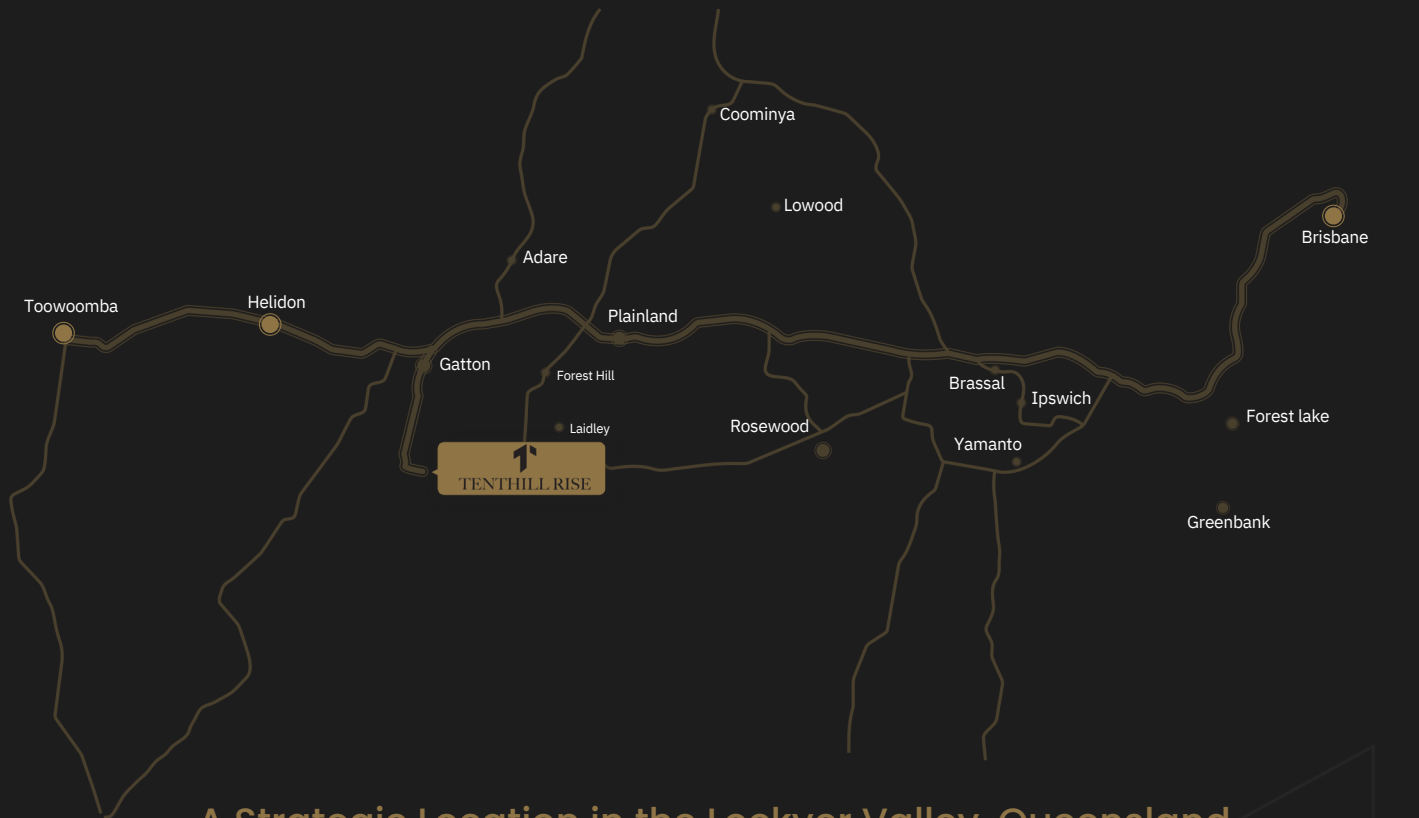 Coominya
Lowood
Brisbane
Adare
Toowoomba
Helidon
Plainland
Gatton
Forest Hill
Brassal
Ipswich
Forest lake
Laidley
Rosewood
Yamanto
TENTHILL RISE
Greenbank
A Strategic Location in the Lockyer Valley, Queensland